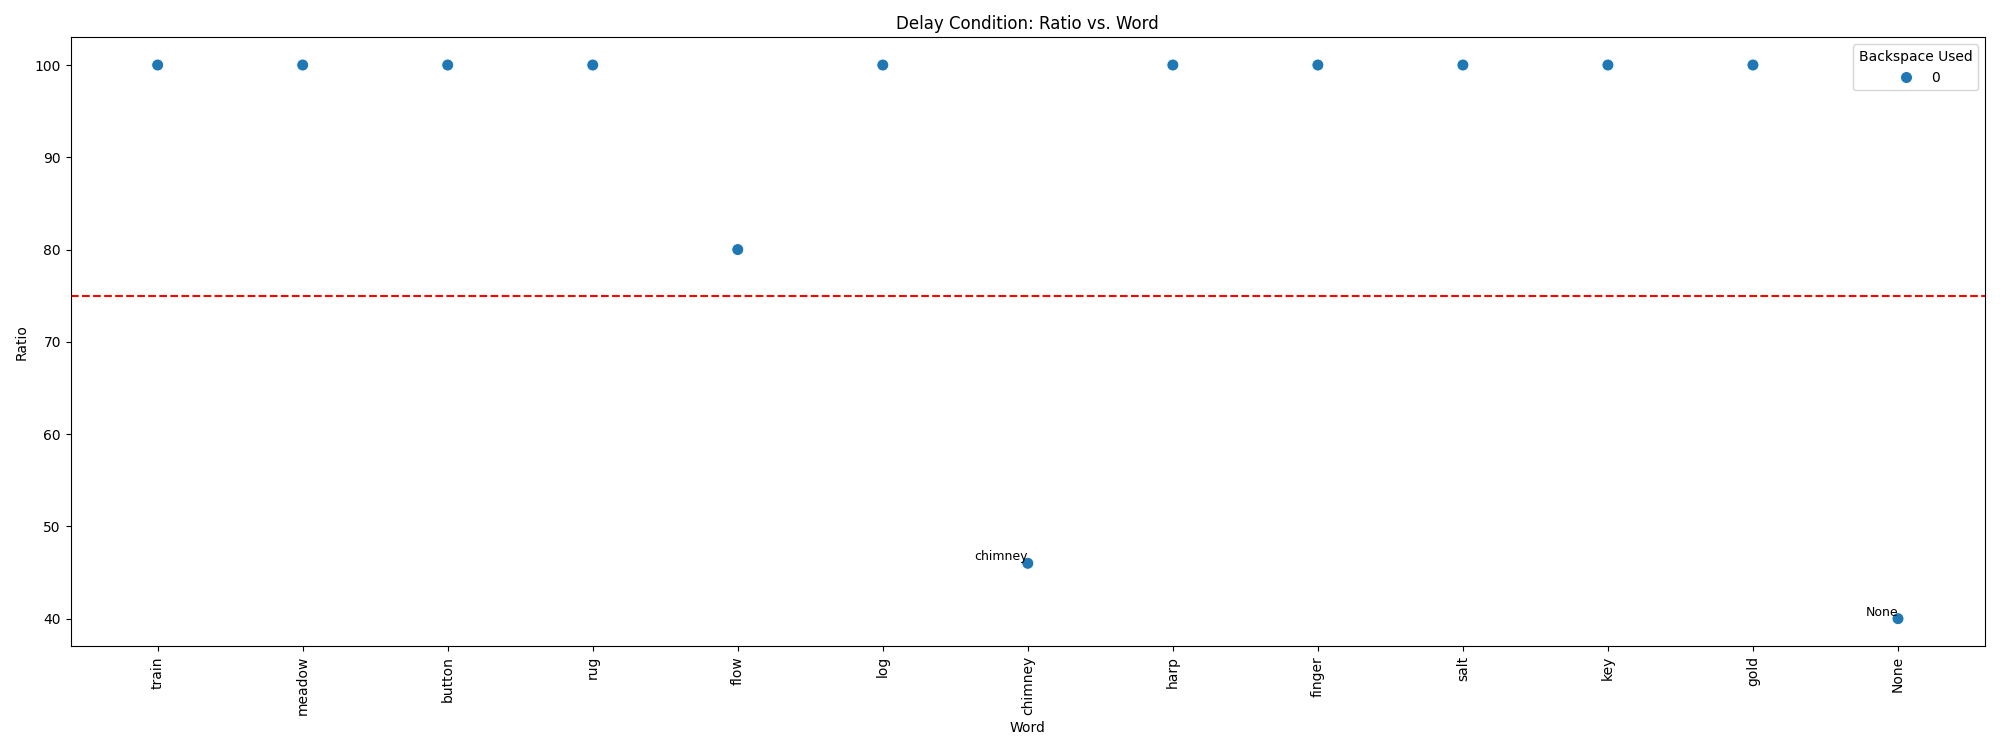 Delay Condition: Ratio vs. Word
Backspace Used
0
Ratio
100
90
80
70
60
50
40
chimney
None
train
meadow
button
rug
flow
log
chimney
harp
finger
salt
key
gold
None
Word